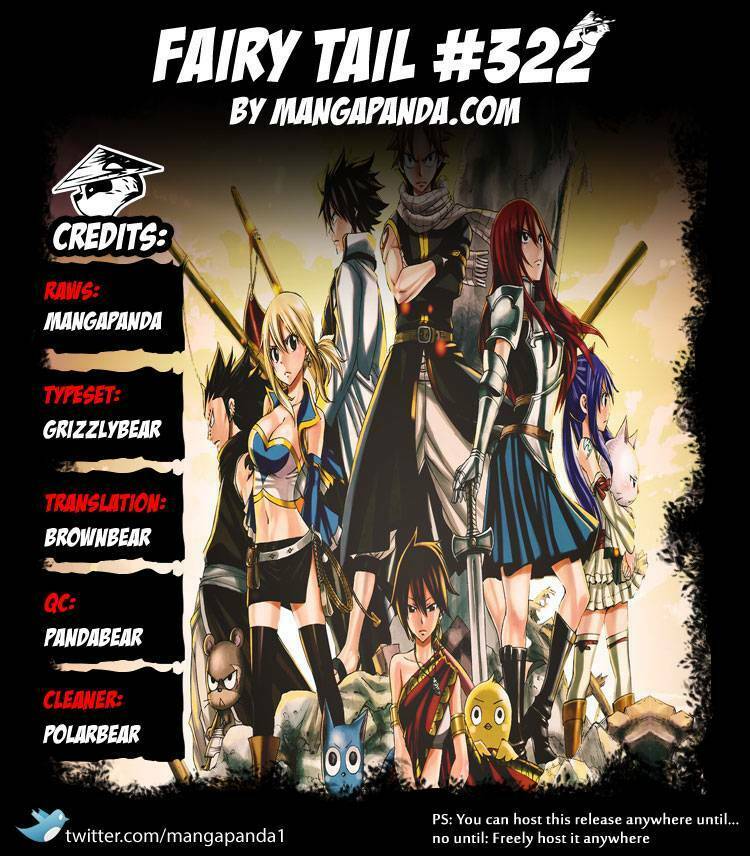 FAIRY TAIL #322
BY MANGAPANDA.COM
CREDITS:
RAWS:
MANGAPANDA
TYPESET:
GRIZZLYBEAR
TRANSLATION:
BROWNBEAR
QC:
PANDABEAR
CLEANER:
POLARBEAR
twitter.com/mangapanda1
PS: You can host this release anywhere until...
no until: Freely host it anywhere